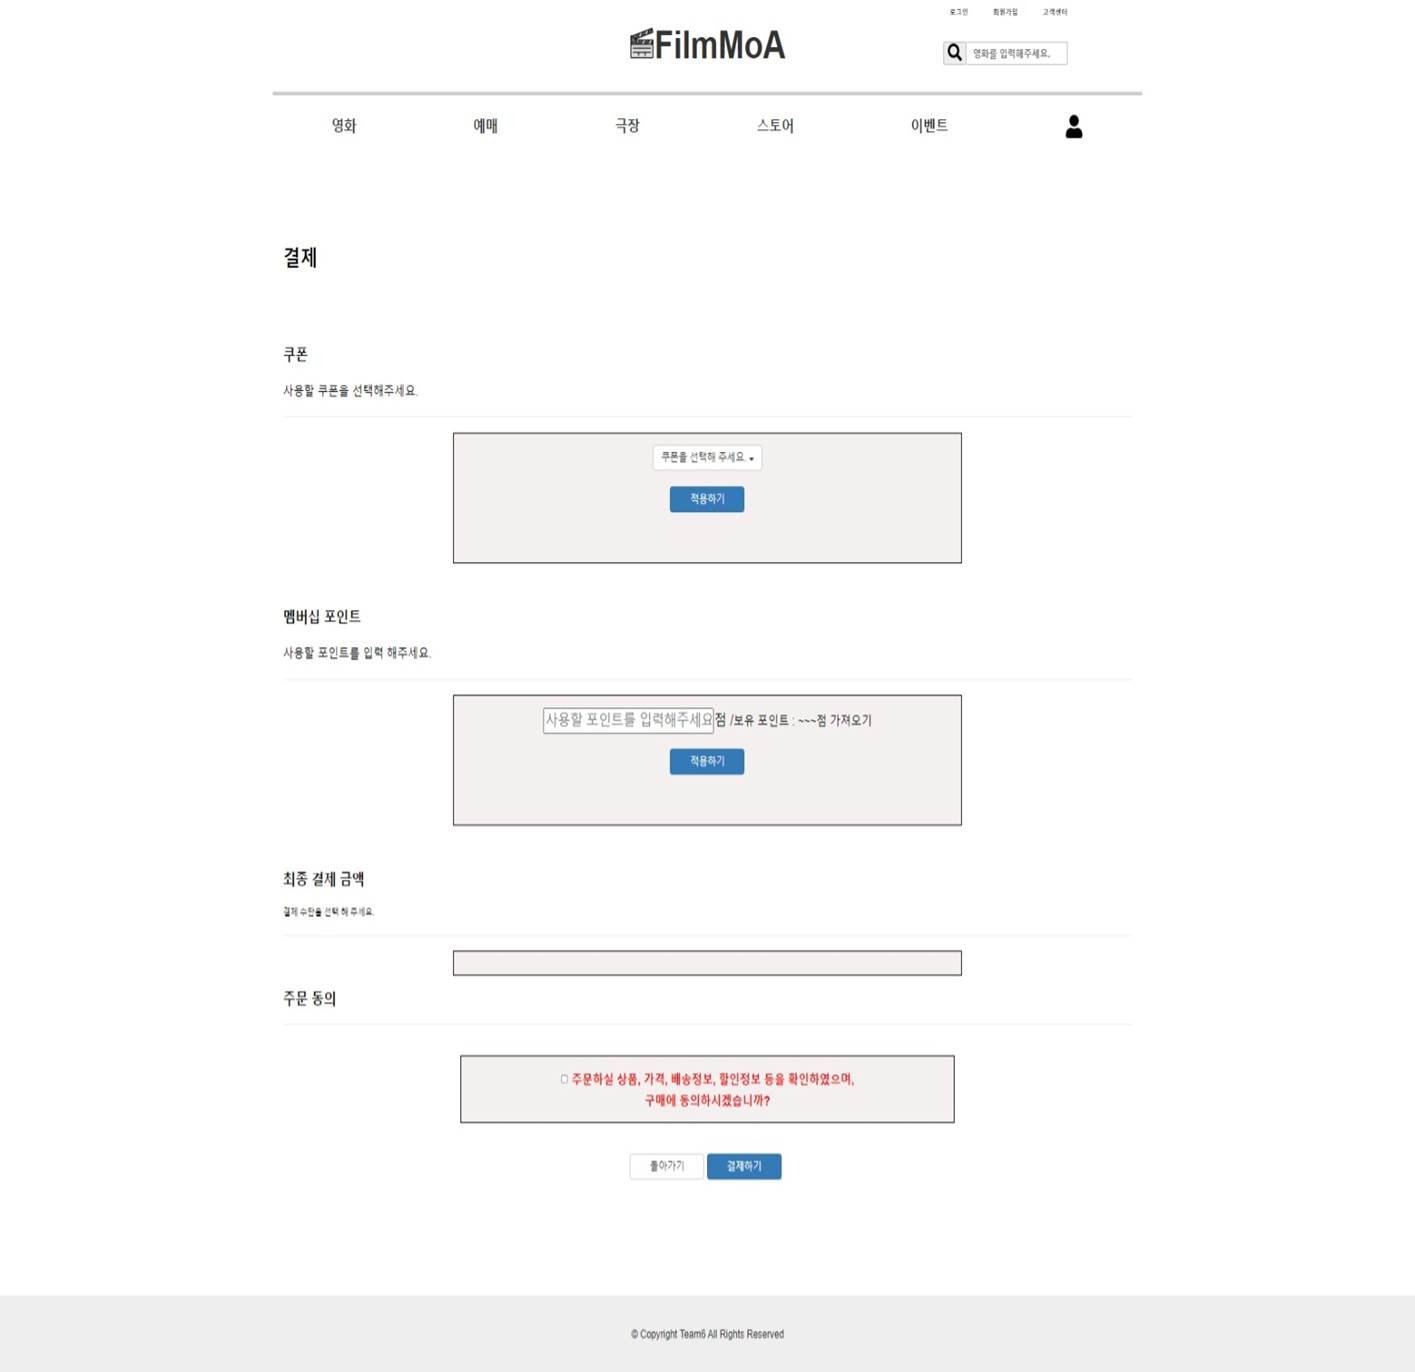 로그인 회원가입 고객센터
FilmMoA
영화를 입력해주세요.
영화 예매 극장 스토어 이벤트
결제
쿠폰
사용할 쿠폰을 선택해주세요.
쿠폰을 선택해 주세요.
적용하기
멤버십 포인트
사용할 포인트를 입력 해주세요.
사용할 포인트를 입력해주세요점 /보유 포인트 : ~~~점 가져오기
적용하기
최종 결제 금액
결제 수단을 선택 해 주세요.
주문 동의
주문하실 상품, 가격, 배송정보, 할인정보 등을 확인하였으며,
구매에 동의하시겠습니까?
돌아가기 결제하기
© Copyright Team6 All Rights Reserved